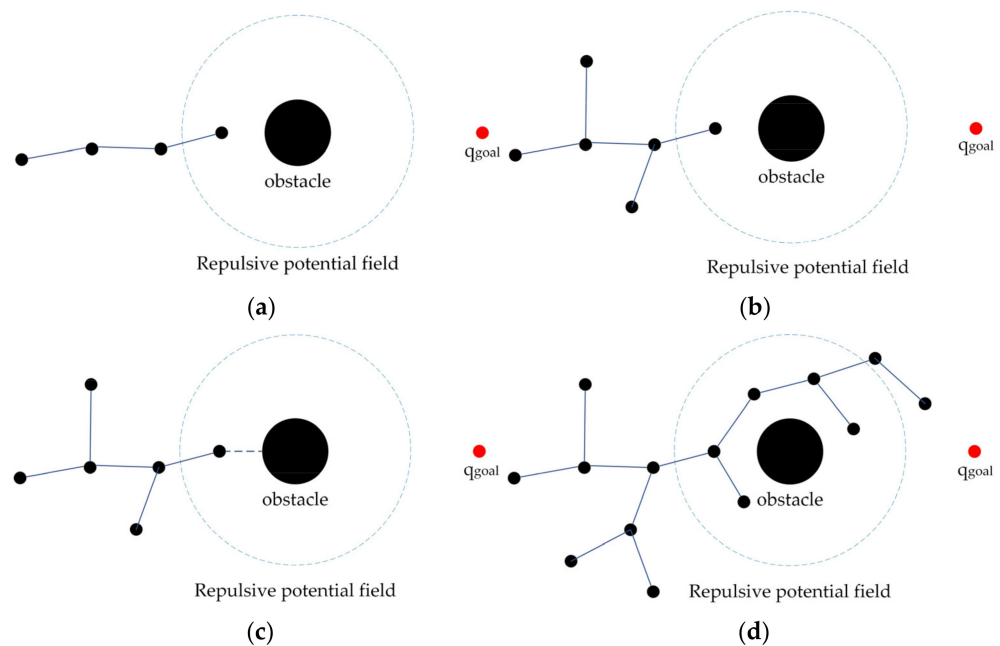 obstacle
qgoal
Repulsive potential field
(a)
obstacle
qgoal
Repulsive potential field
(b)
obstacle
qgoal
Repulsive potential field
(c)
obstacle
qgoal
Repulsive potential field
(d)